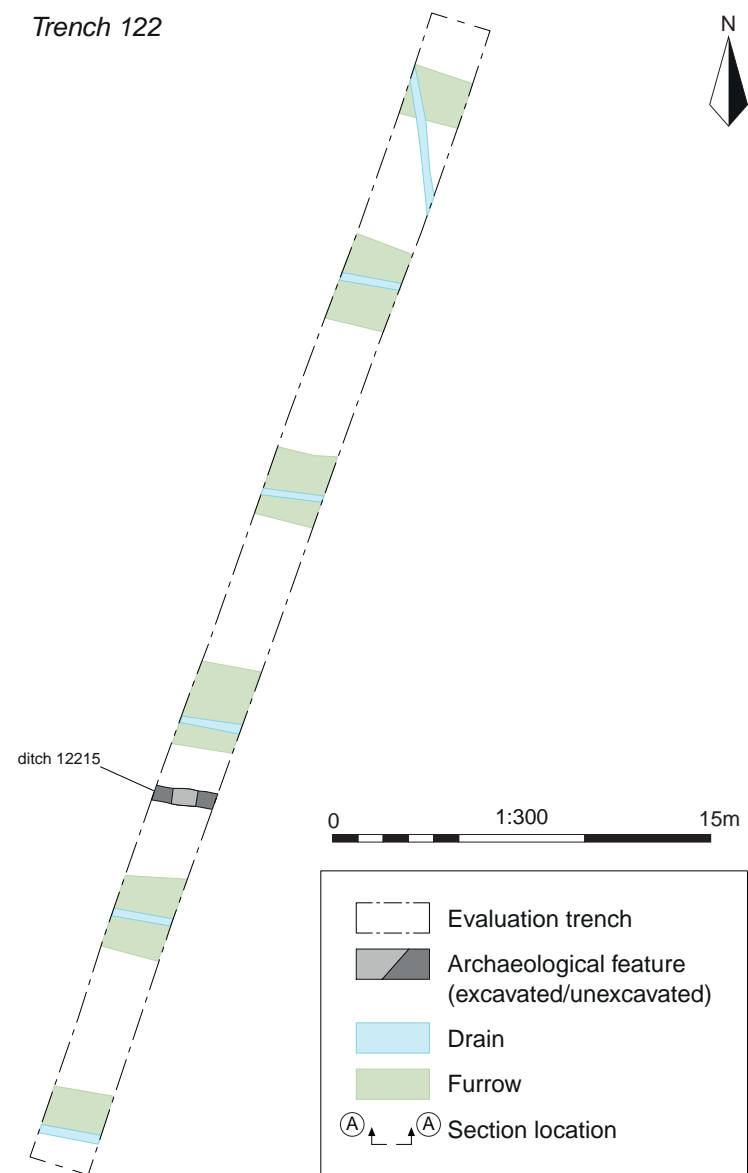 Trench 122
N
ditch 12215
0 1:300 15m
Evaluation trench
Archaeological feature
(excavated/unexcavated)
Drain
Furrow
A A Section location